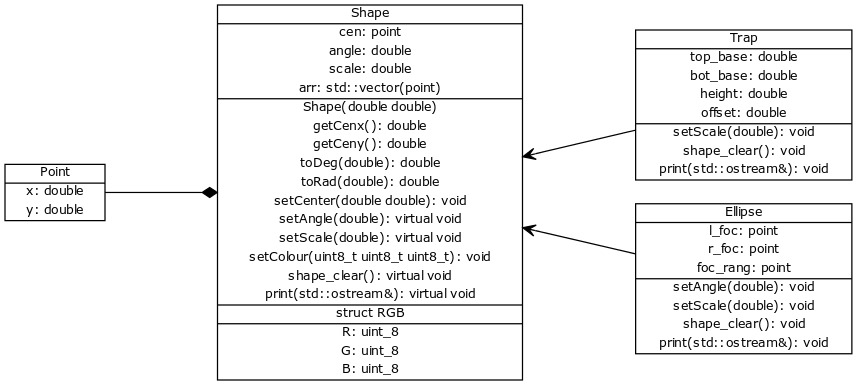 Point
x: double
y: double
Shape
cen: point
angle: double
scale: double
arr: std::vector(point)
Shape(double double)
getCenx(): double
getCeny(): double
toDeg(double): double
toRad(double): double
setCenter(double double): void
setAngle(double): virtual void
setScale(double): virtual void
setColour(uint8_t uint8_t uint8_t): void
shape_clear(): virtual void
print(std::ostream&): virtual void
struct RGB
R: uint_8
G: uint_8
B: uint_8
Trap
top_base: double
bot_base: double
height: double
offset: double
setScale(double): void
shape_clear(): void
print(std::ostream&): void
Ellipse
l_foc: point
r_foc: point
foc_rang: point
setAngle(double): void
setScale(double): void
shape_clear(): void
print(std::ostream&): void